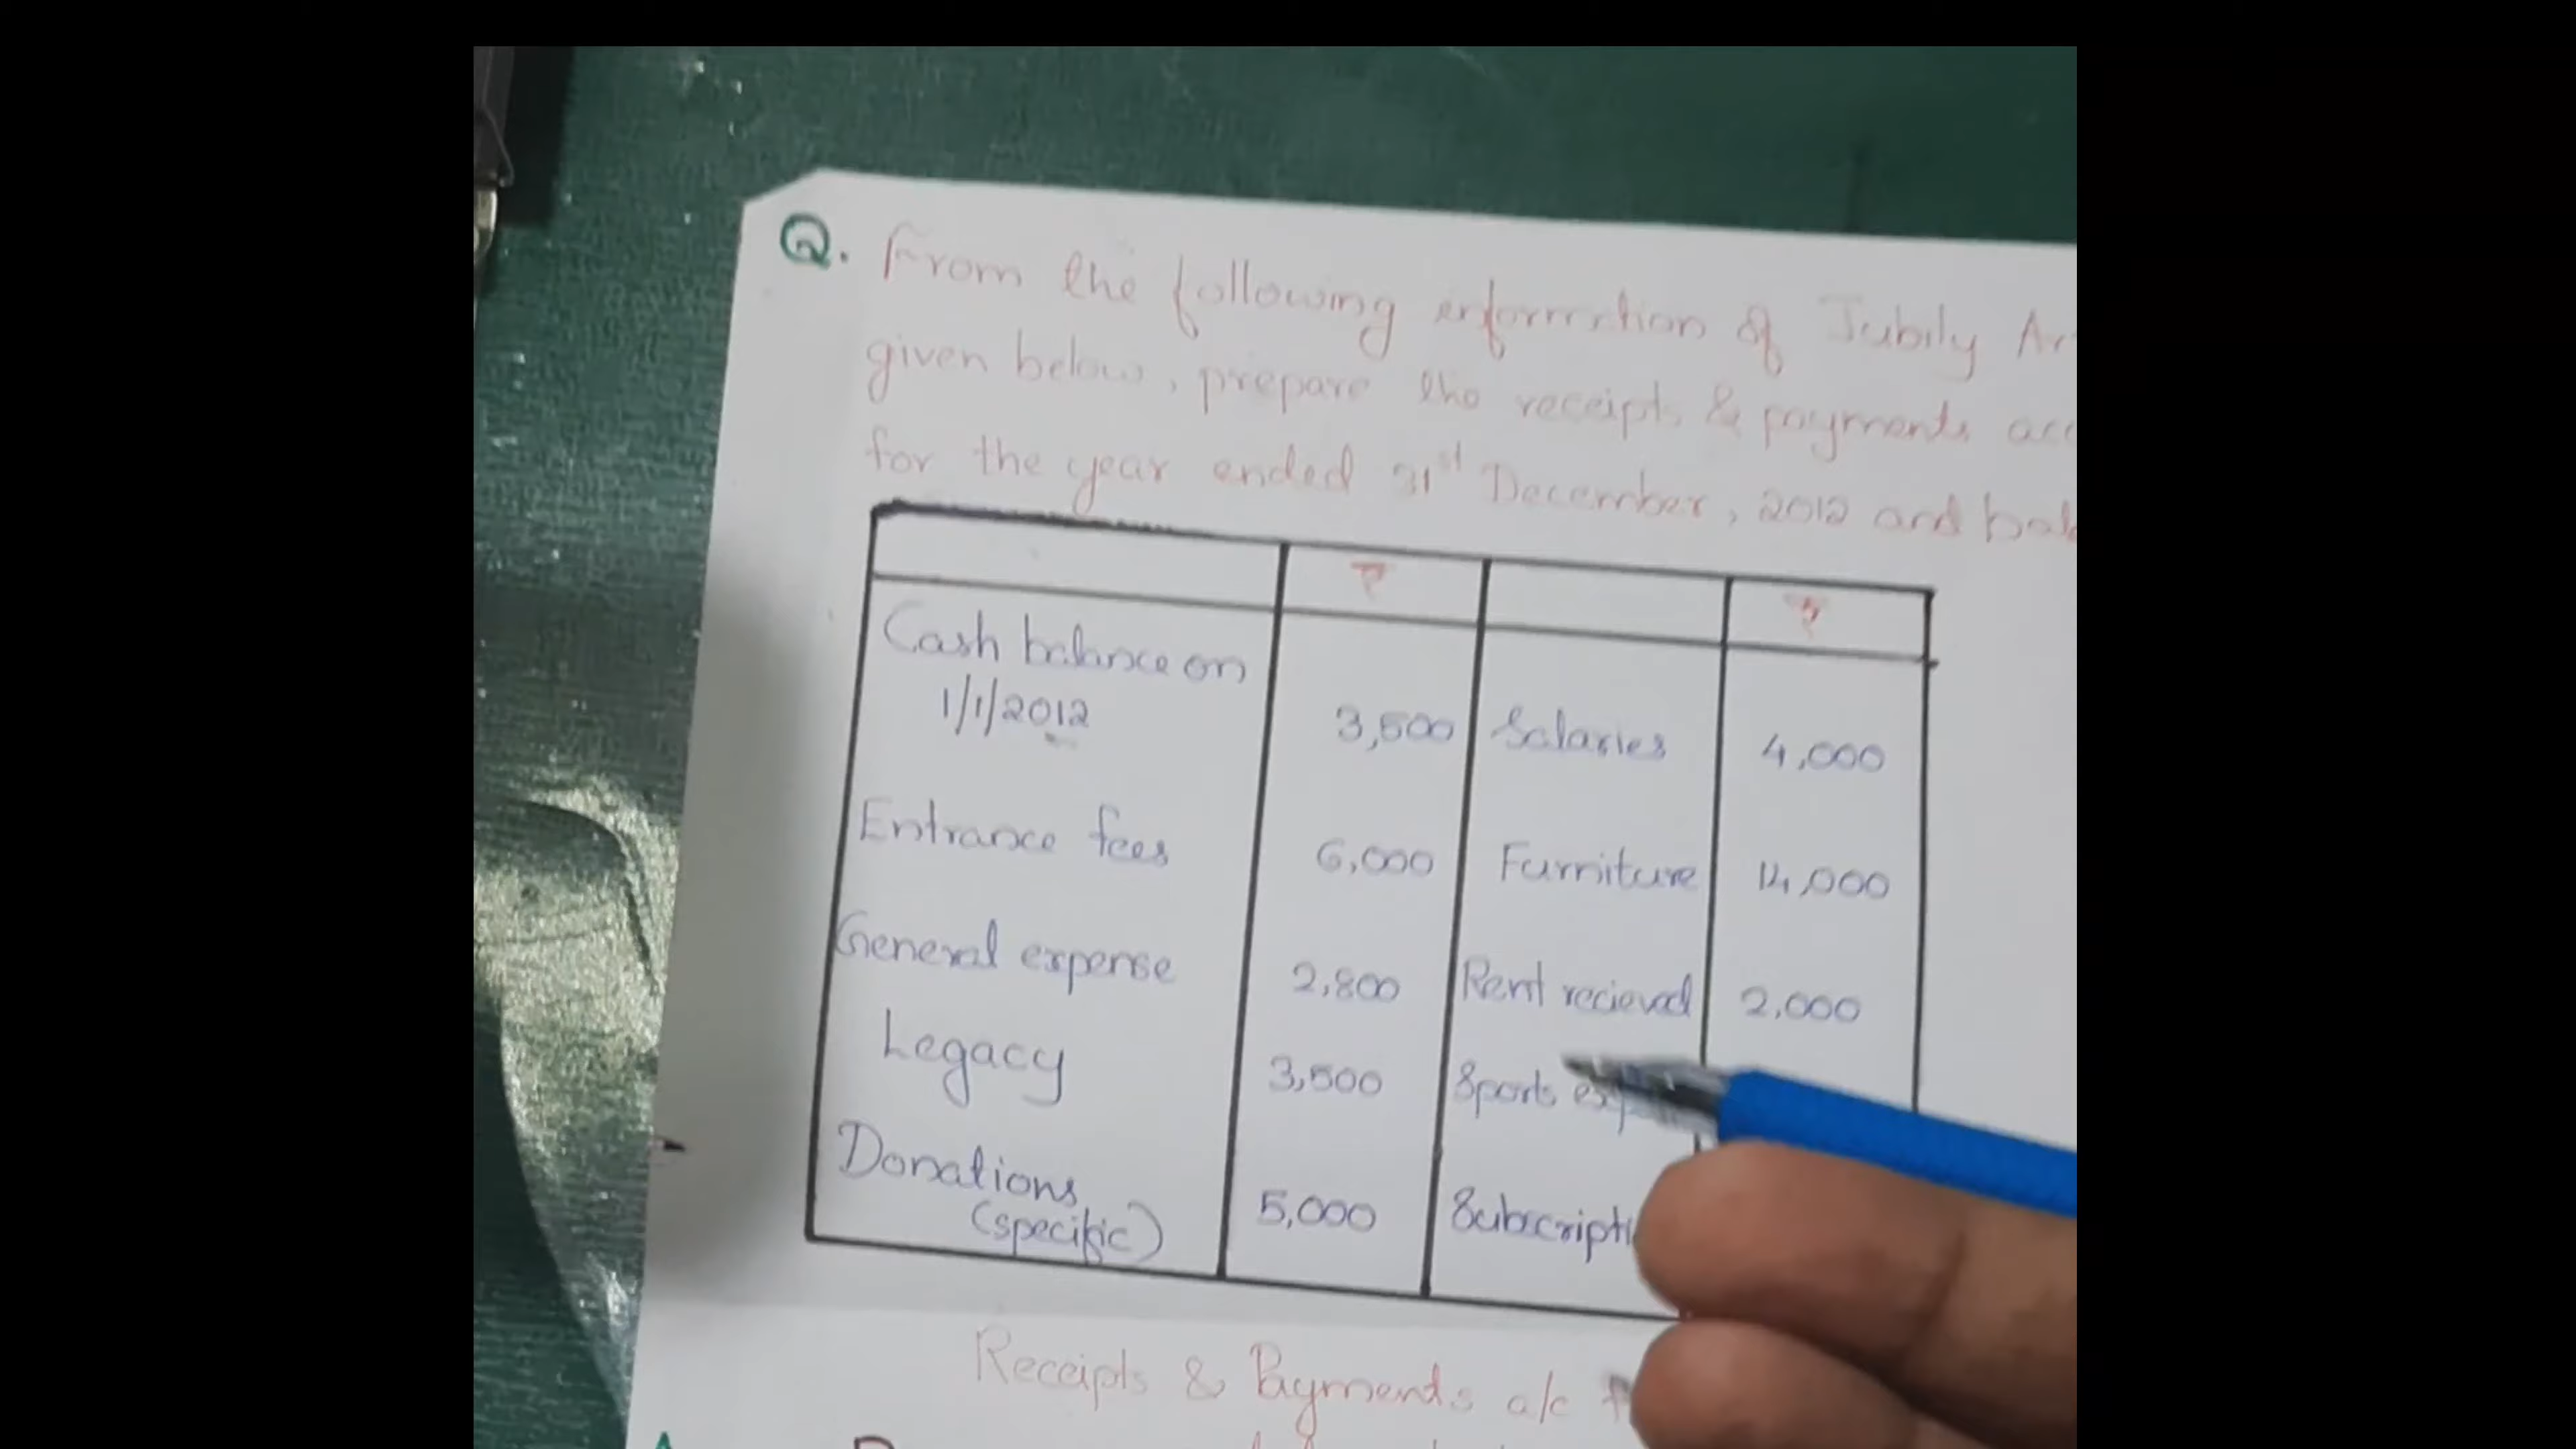 Q. From the following information of Jubily
given below, prepare the receipts & payments
for the year ended 31st December, 2012 and
₹ ₹
Cash balance on
1/1/2012 3,500 Salaries 4,000
Entrance fees 6,000 Furniture 14,000
General expense 2,800 Rent recieved 2,000
Legacy 3,500 Sports
Donations
(specific) 5,000
Receipts & Payments a/c